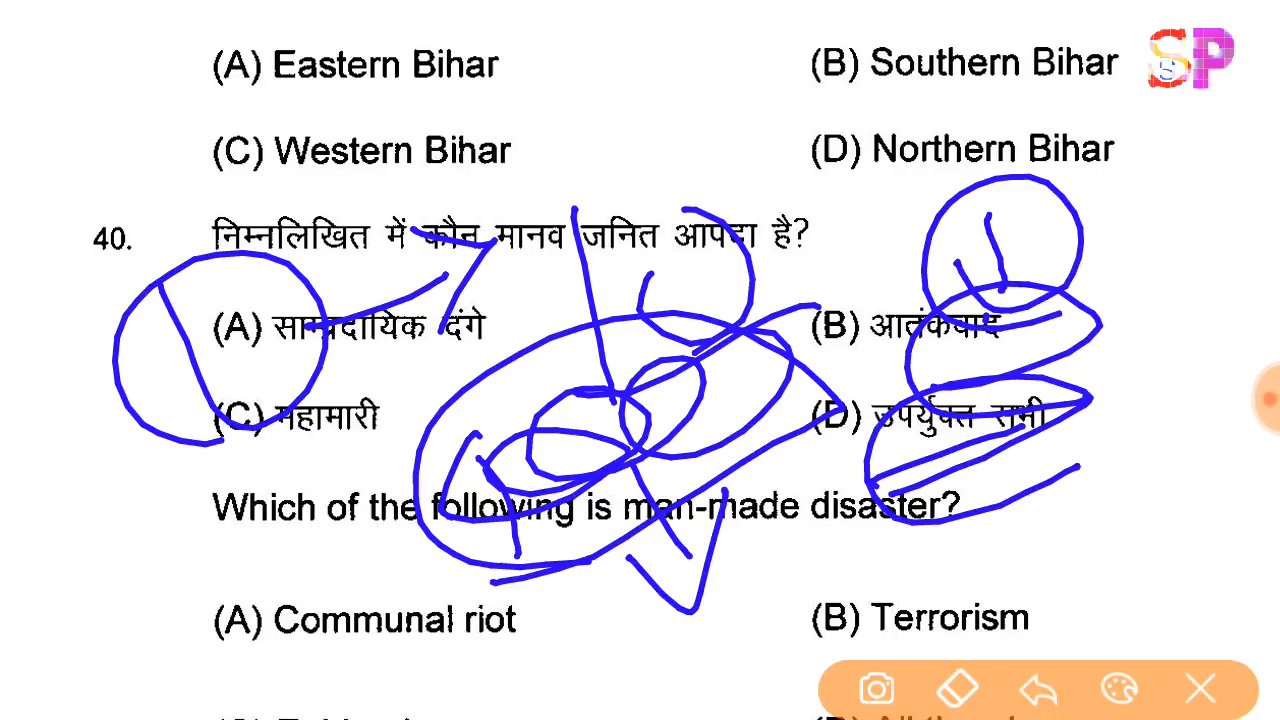 (A) Eastern Bihar (B) Southern Bihar SP
S
(C) Western Bihar (D) Northern Bihar
40. निम्नलिखित में कौन मानव जनित आपदा है?
(A) साम्प्रदायिक दंगे (B) आतंकवाद
(C) महामारी (D) उपर्युक्त सभी
Which of the following is man-made disaster?
(A) Communal riot (B) Terrorism